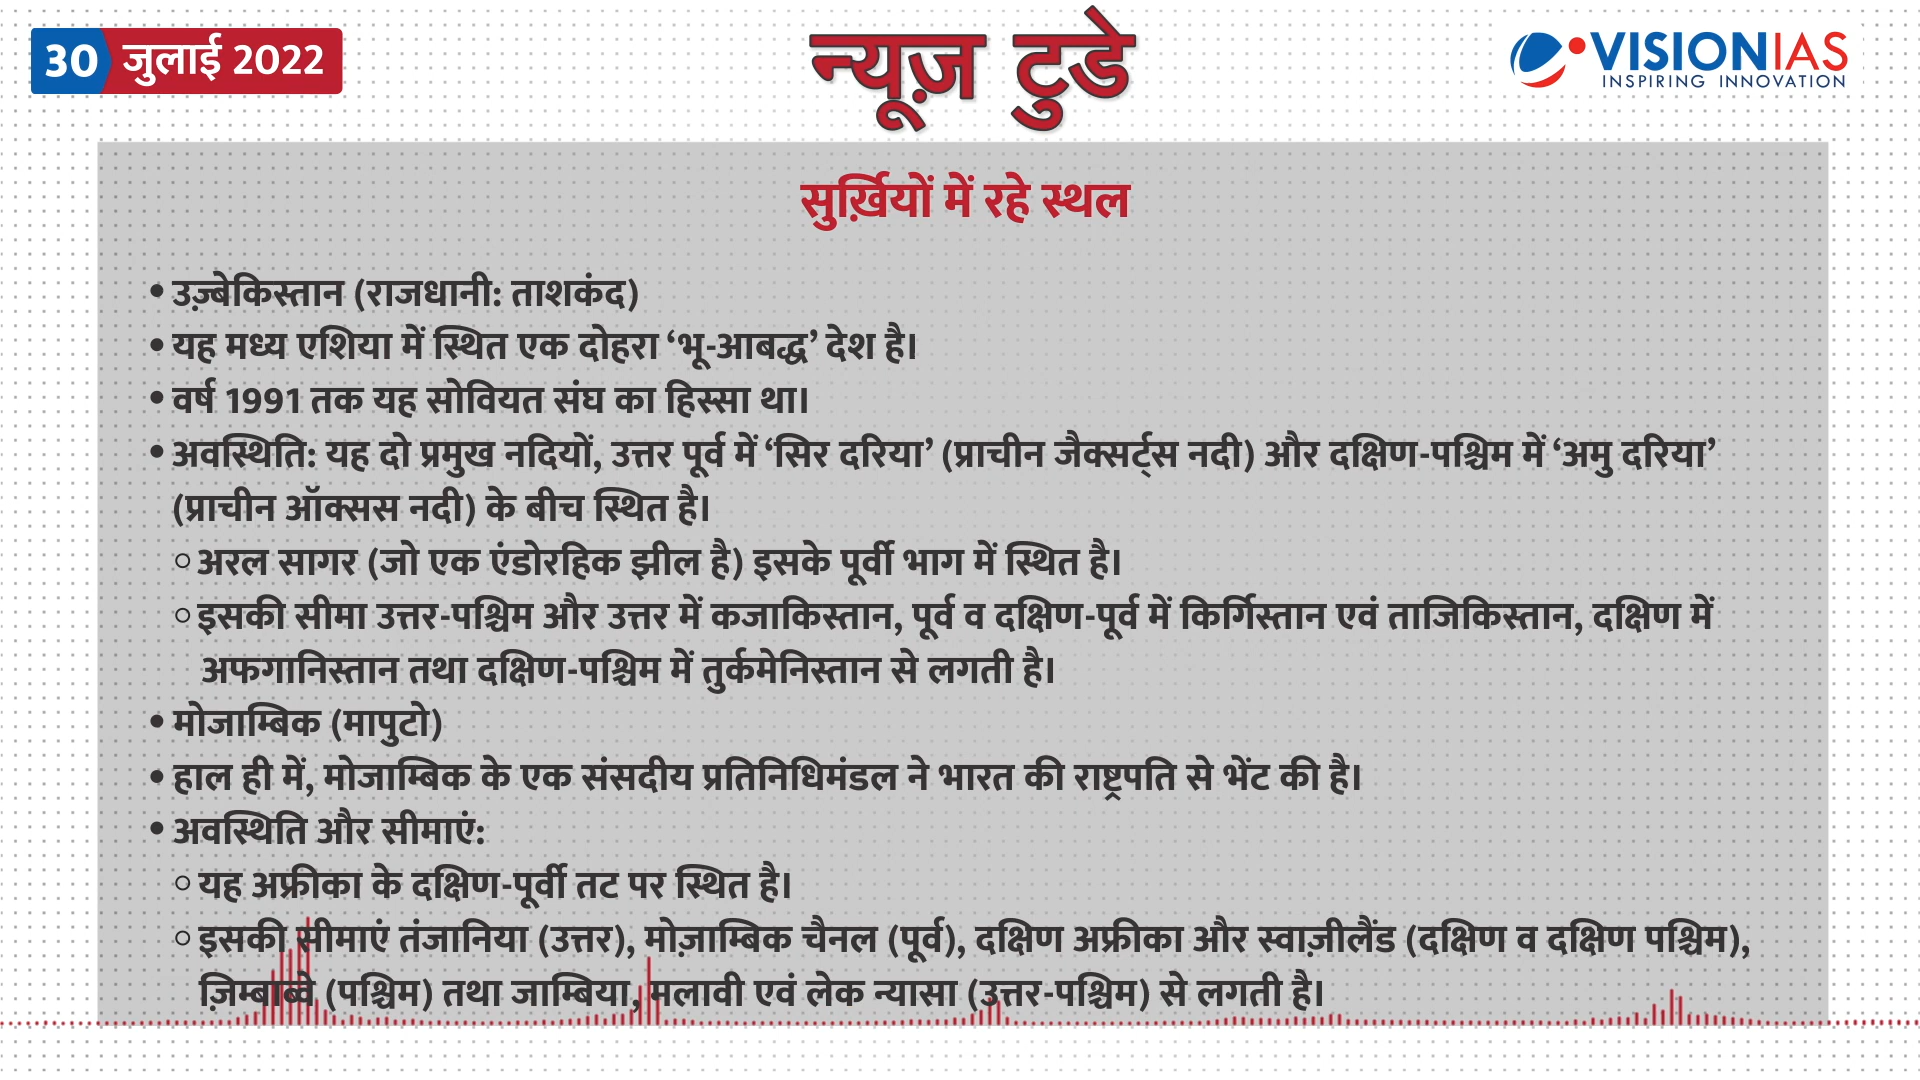 30 जुलाई 2022
न्यूज़ टुडे
VISIONIAS
INSPIRING INNOVATION
सुर्ख़ियों में रहे स्थल
• उज़्बेकिस्तान (राजधानी: ताशकंद)
• यह मध्य एशिया में स्थित एक दोहरा ‘भू-आबद्ध’ देश है।
• वर्ष 1991 तक यह सोवियत संघ का हिस्सा था।
• अवस्थिति: यह दो प्रमुख नदियों, उत्तर पूर्व में ‘सिर दरिया’ (प्राचीन जैक्सर्ट्स नदी) और दक्षिण-पश्चिम में ‘अमु दरिया’
(प्राचीन ऑक्सस नदी) के बीच स्थित है।
○ अरल सागर (जो एक एंडोरहिक झील है) इसके पूर्वी भाग में स्थित है।
○ इसकी सीमा उत्तर-पश्चिम और उत्तर में कजाकिस्तान, पूर्व व दक्षिण-पूर्व में किर्गिस्तान एवं ताजिकिस्तान, दक्षिण में
अफगानिस्तान तथा दक्षिण-पश्चिम में तुर्कमेनिस्तान से लगती है।
• मोजाम्बिक (मापुटो)
• हाल ही में, मोजाम्बिक के एक संसदीय प्रतिनिधिमंडल ने भारत की राष्ट्रपति से भेंट की है।
• अवस्थिति और सीमाएं:
○ यह अफ्रीका के दक्षिण-पूर्वी तट पर स्थित है।
○ इसकी सीमाएं तंजानिया (उत्तर), मोज़ाम्बिक चैनल (पूर्व), दक्षिण अफ्रीका और स्वाज़ीलैंड (दक्षिण व दक्षिण पश्चिम),
ज़िम्बाब्वे (पश्चिम) तथा जाम्बिया, मलावी एवं लेक न्यासा (उत्तर-पश्चिम) से लगती है।